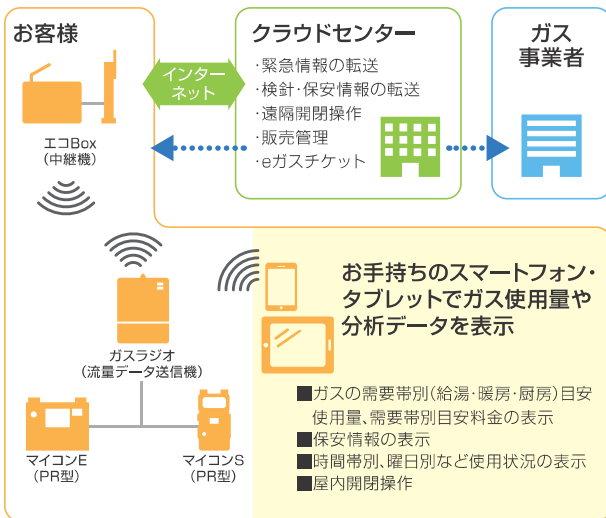 お客様
エコBox
(中継機)
インター
ネット
クラウドセンター
・緊急情報の転送
・検針・保安情報の転送
・遠隔開閉操作
・販売管理
・eガスチケット
ガス
事業者
ガスラジオ
(流量データ送信機)
マイコンE
(PR型)
マイコンS
(PR型)
お手持ちのスマートフォン・
タブレットでガス使用量や
分析データを表示
■ガスの需要帯別(給湯・暖房・厨房)目安
使用量、需要帯別目安料金の表示
■保安情報の表示
■時間帯別、曜日別など使用状況の表示
■屋内開閉操作